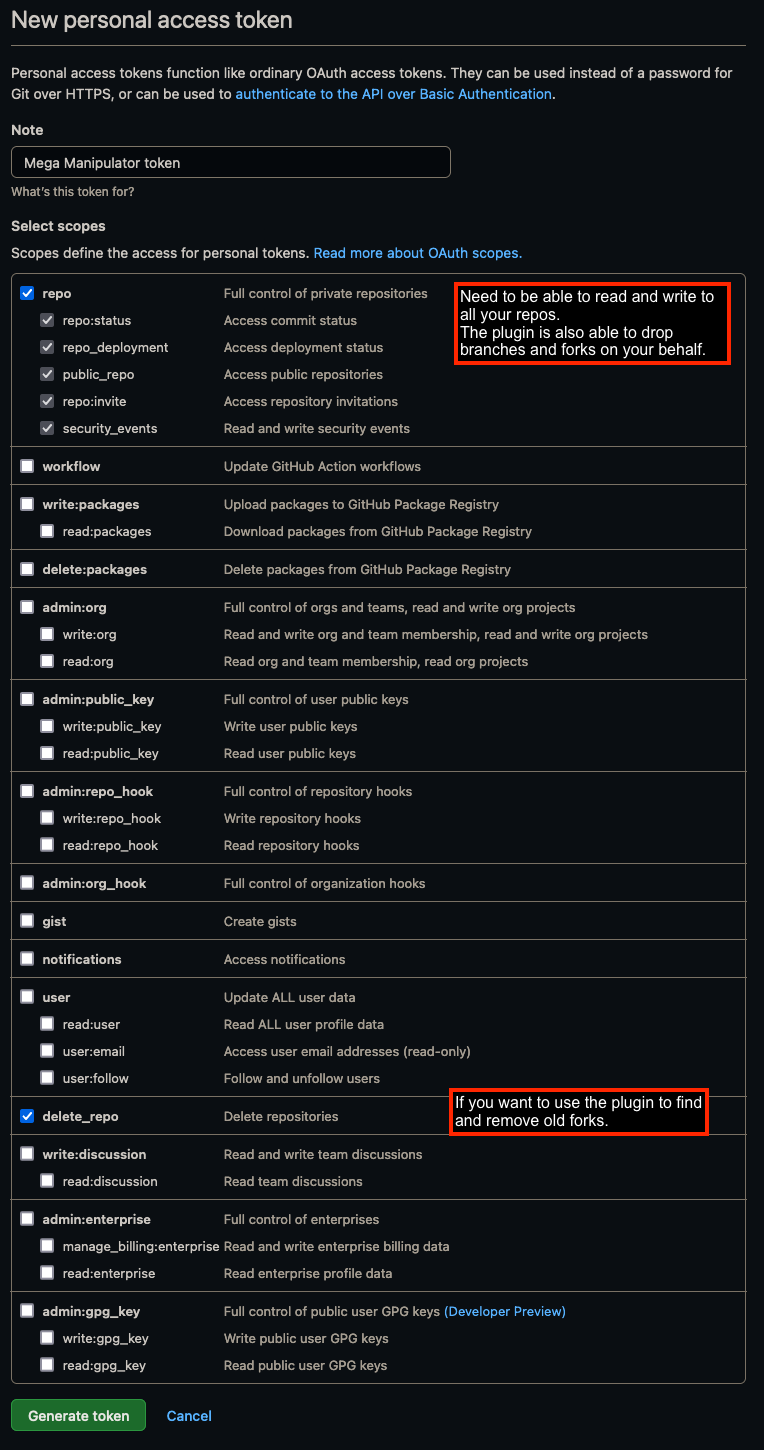 New personal access token
Personal access tokens function like ordinary OAuth access tokens. They can be used instead of a password for
Git over HTTPS, or can be used to authenticate to the API over Basic Authentication.
Note
Mega Manipulator token
What's this token for?
Select scopes
Scopes define the access for personal tokens. Read more about OAuth scopes.
repo Full control of private repositories
Need to be able to read and write to
all your repos.
The plugin is also able to drop
branches and forks on your behalf.
repo:status Access commit status
repo_deployment Access deployment status
public_repo Access public repositories
repo:invite Access repository invitations
security_events Read and write security events
workflow Update GitHub Action workflows
write:packages Upload packages to GitHub Package Registry
read:packages Download packages from GitHub Package Registry
delete:packages Delete packages from GitHub Package Registry
admin:org Full control of orgs and teams, read and write org projects
write:org Read and write org and team membership, read and write org projects
read:org Read org and team membership, read org projects
admin:public_key Full control of user public keys
write:public_key Write user public keys
read:public_key Read user public keys
admin:repo_hook Full control of repository hooks
write:repo_hook Write repository hooks
read:repo_hook Read repository hooks
admin:org_hook Full control of organization hooks
gist Create gists
notifications Access notifications
user Update ALL user data
read:user Read ALL user profile data
user:email Access user email addresses (read-only)
user:follow Follow and unfollow users
delete_repo Delete repositories
If you want to use the plugin to find
and remove old forks.
write:discussion Read and write team discussions
read:discussion Read team discussions
admin:enterprise Full control of enterprises
manage_billing:enterprise Read and write enterprise billing data
read:enterprise Read enterprise profile data
admin:gpg_key Full control of public user GPG keys (Developer Preview)
write:gpg_key Write public user GPG keys
read:gpg_key Read public user GPG keys
Generate token Cancel